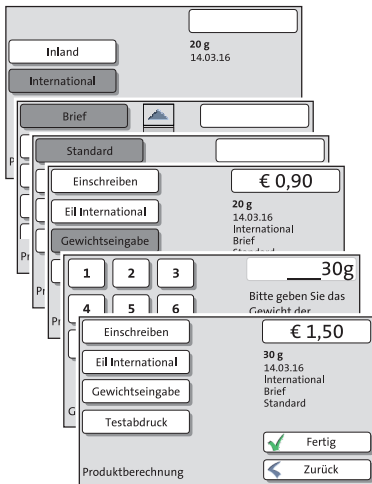 Inland
20 g
14.03.16
International
Brief
Standard
Einschreiben
€ 0,90
Eil International
20 g
14.03.16
International
Brief
Gewichtseingabe
1 2 3
30g
4 5 6
Bitte geben Sie das
Gewicht der
Einschreiben
€ 1,50
Eil International
30 g
14.03.16
International
Brief
Standard
Gewichtseingabe
Testabdruck
Fertig
Produktberechnung
Zurück